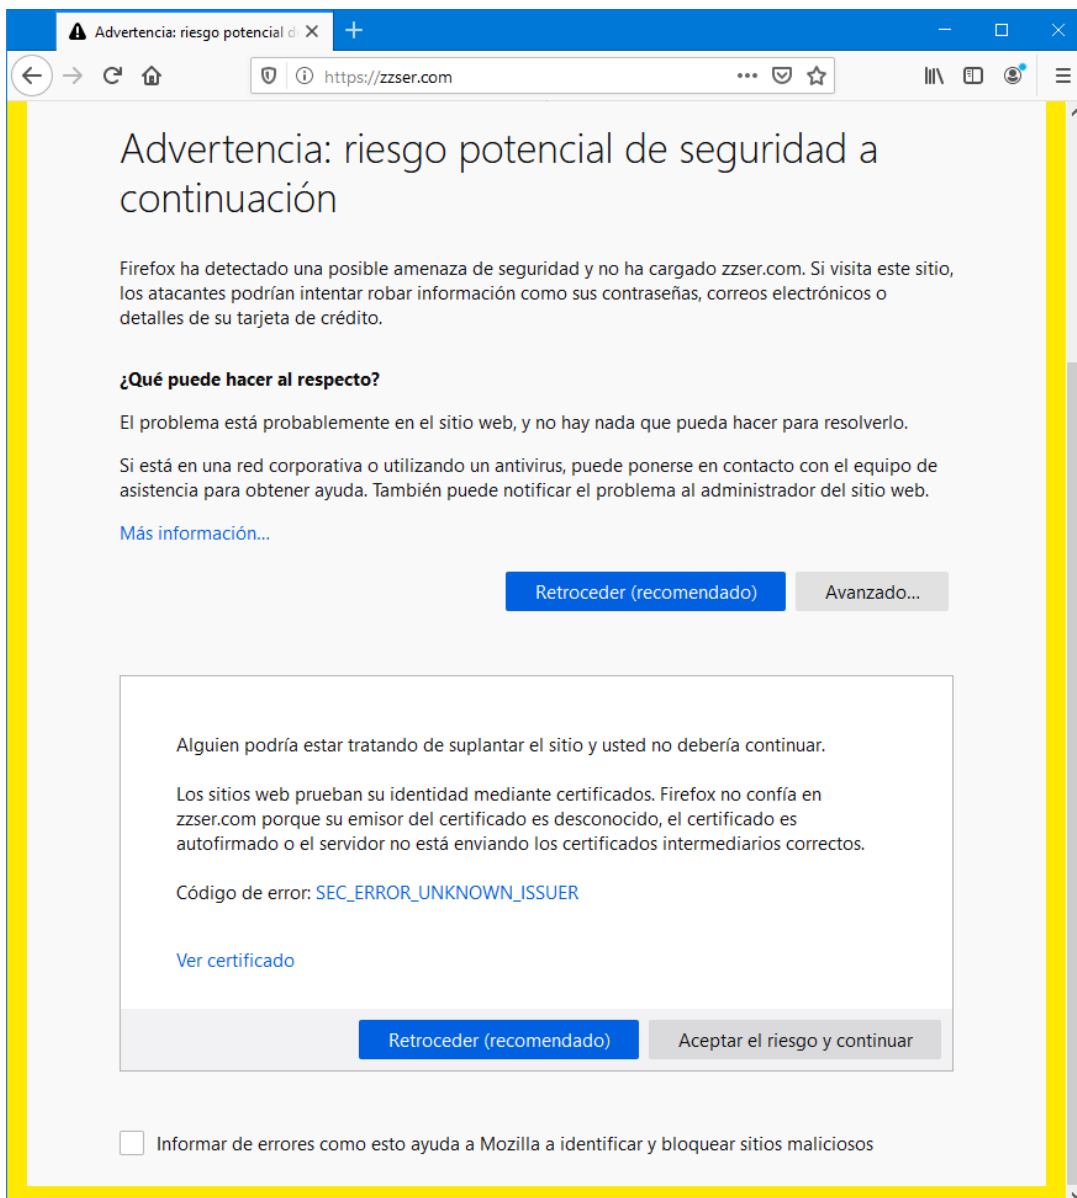 Advertencia: riesgo potencial d
https://zzser.com
Advertencia: riesgo potencial de seguridad a
continuación
Firefox ha detectado una posible amenaza de seguridad y no ha cargado zzser.com. Si visita este sitio,
los atacantes podrían intentar robar información como sus contraseñas, correos electrónicos o
detalles de su tarjeta de crédito.
¿Qué puede hacer al respecto?
El problema está probablemente en el sitio web, y no hay nada que pueda hacer para resolverlo.
Si está en una red corporativa o utilizando un antivirus, puede ponerse en contacto con el equipo de
asistencia para obtener ayuda. También puede notificar el problema al administrador del sitio web.
Más información...
Retroceder (recomendado) Avanzado...
Alguien podría estar tratando de suplantar el sitio y usted no debería continuar.
Los sitios web prueban su identidad mediante certificados. Firefox no confía en
zzser.com porque su emisor del certificado es desconocido, el certificado es
autofirmado o el servidor no está enviando los certificados intermediarios correctos.
Código de error: SEC_ERROR_UNKNOWN_ISSUER
Ver certificado
Retroceder (recomendado) Aceptar el riesgo y continuar
Informar de errores como esto ayuda a Mozilla a identificar y bloquear sitios maliciosos